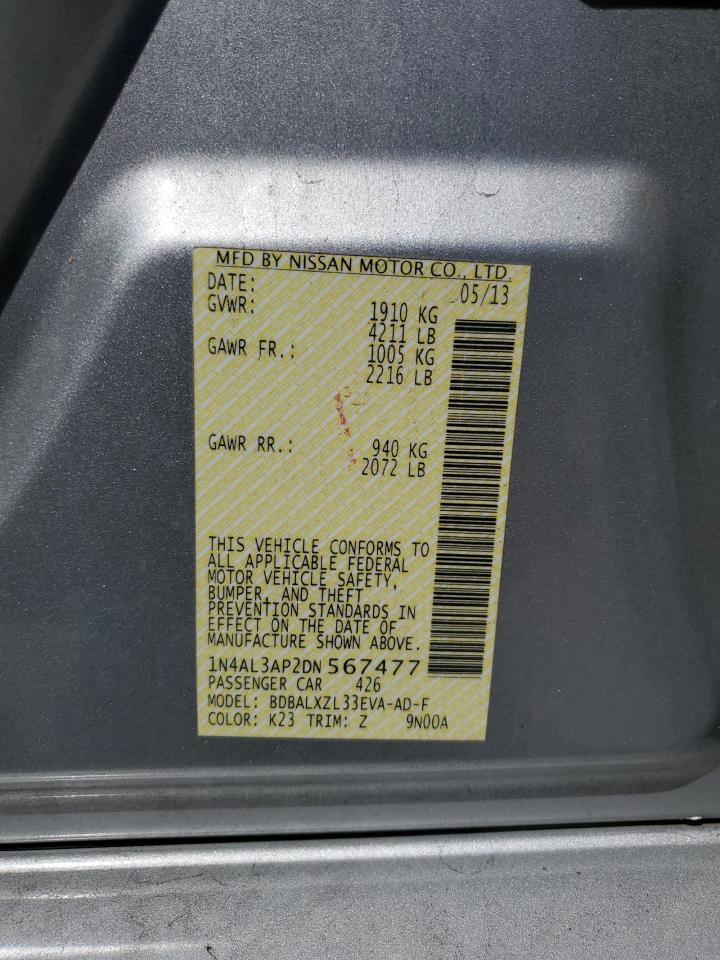 MFD BY NISSAN MOTOR CO., LTD.
DATE: 05/13
GVWR: 1910 KG
4211 LB
GAWR FR.: 1005 KG
2216 LB
GAWR RR.: 940 KG
2072 LB
THIS VEHICLE CONFORMS TO
ALL APPLICABLE FEDERAL
MOTOR VEHICLE SAFETY,
BUMPER, AND THEFT
PREVENTION STANDARDS IN
EFFECT ON THE DATE OF
MANUFACTURE SHOWN ABOVE.
1N4AL3AP2DN 567477
PASSENGER CAR 426
MODEL: BDBALXZL33EVA-AD-F
COLOR: K23 TRIM: Z 9N00A